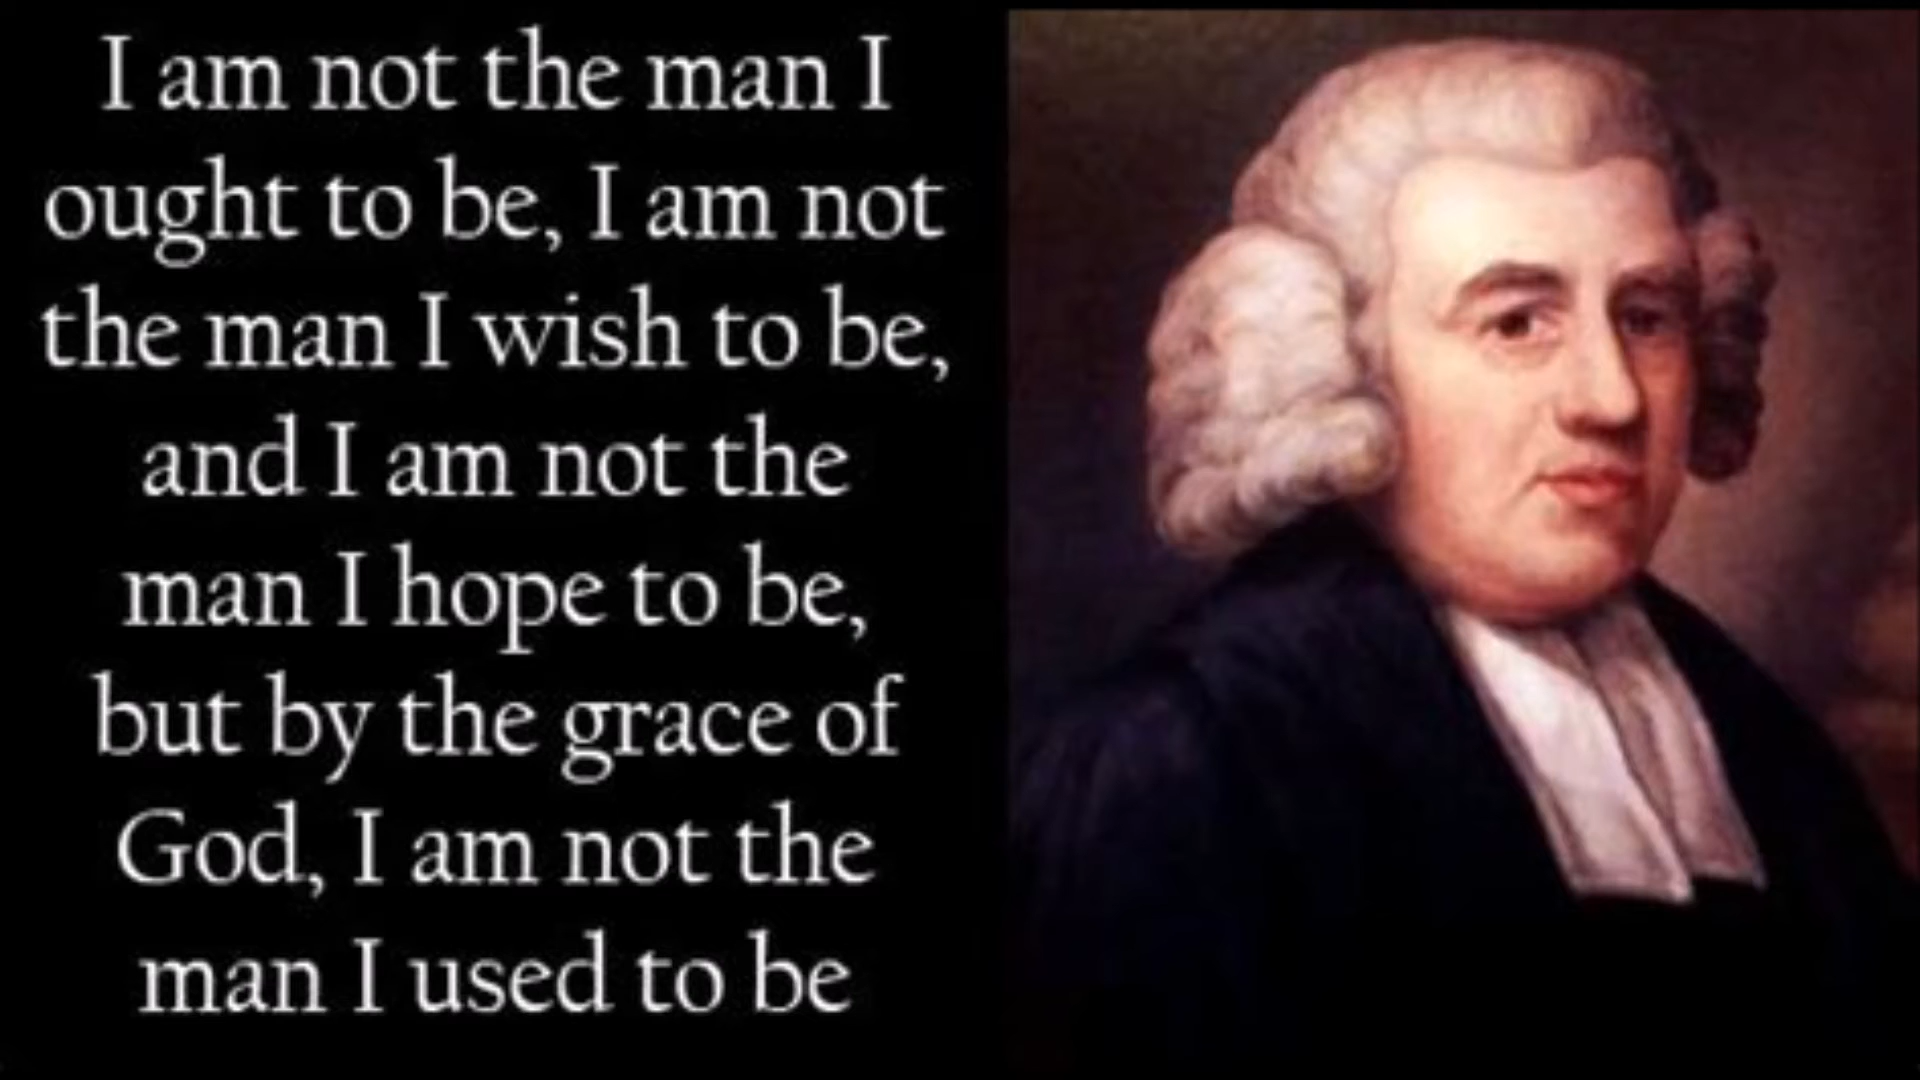 I am not the man I
ought to be, I am not
the man I wish to be,
and I am not the
man I hope to be,
but by the grace of
God, I am not the
man I used to be